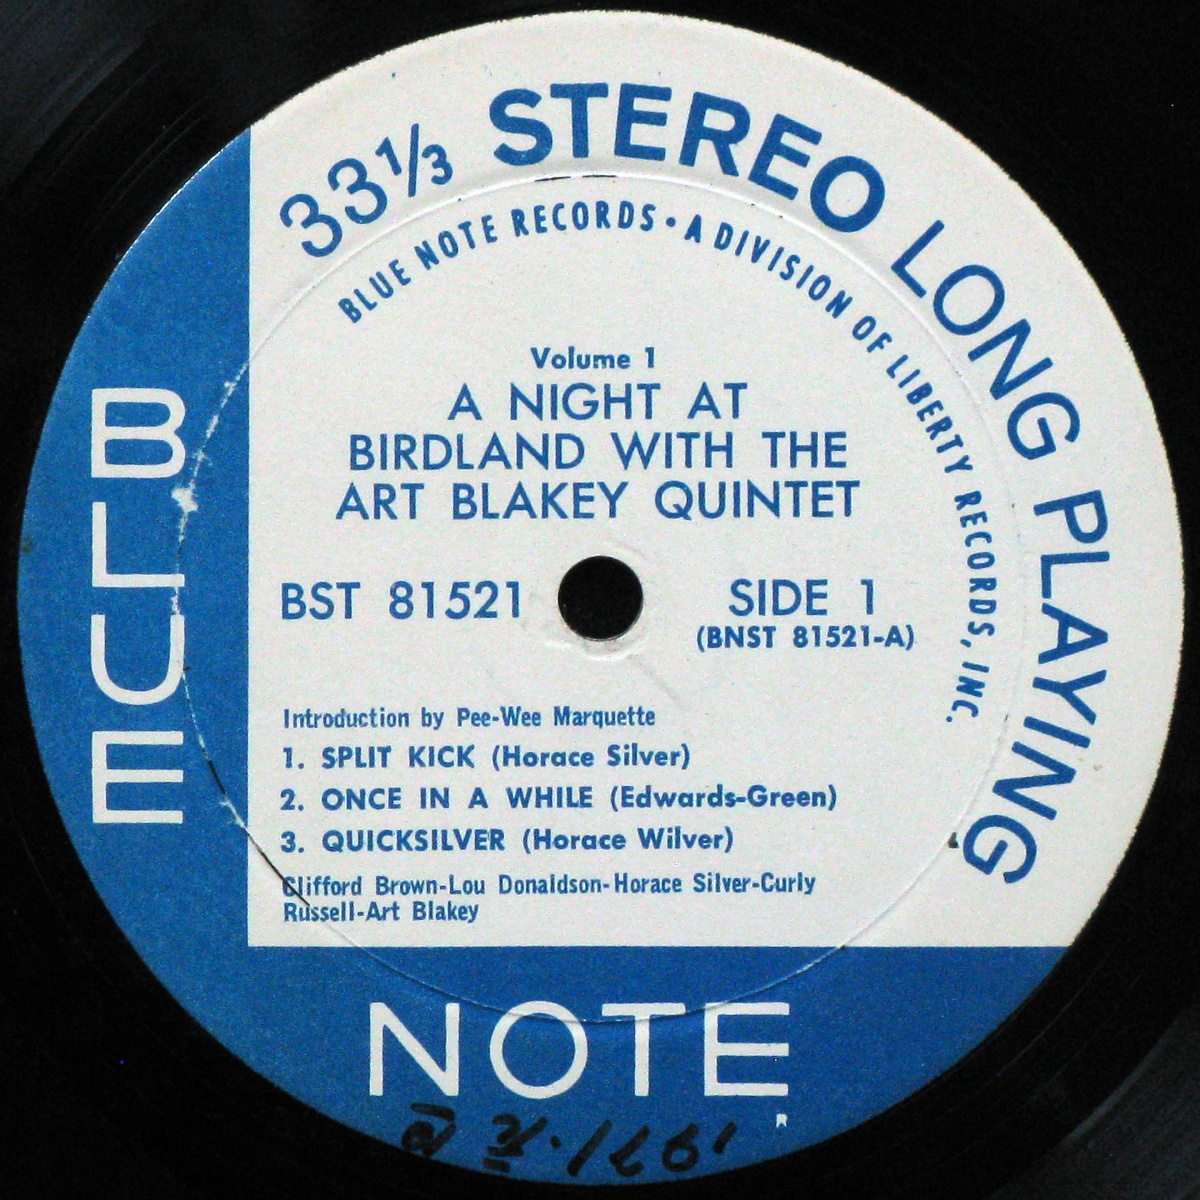 33⅓ STEREO LONG PLAYING
BLUE NOTE RECORDS • A DIVISION OF LIBERTY RECORDS, INC.
Volume 1
A NIGHT AT
BIRDLAND WITH THE
ART BLAKEY QUINTET
BST 81521
SIDE 1
(BNST 81521-A)
Introduction by Pee-Wee Marquette
1. SPLIT KICK (Horace Silver)
2. ONCE IN A WHILE (Edwards-Green)
3. QUICKSILVER (Horace Wilver)
Clifford Brown-Lou Donaldson-Horace Silver-Curly
Russell-Art Blakey
BLUE
NOTE
R